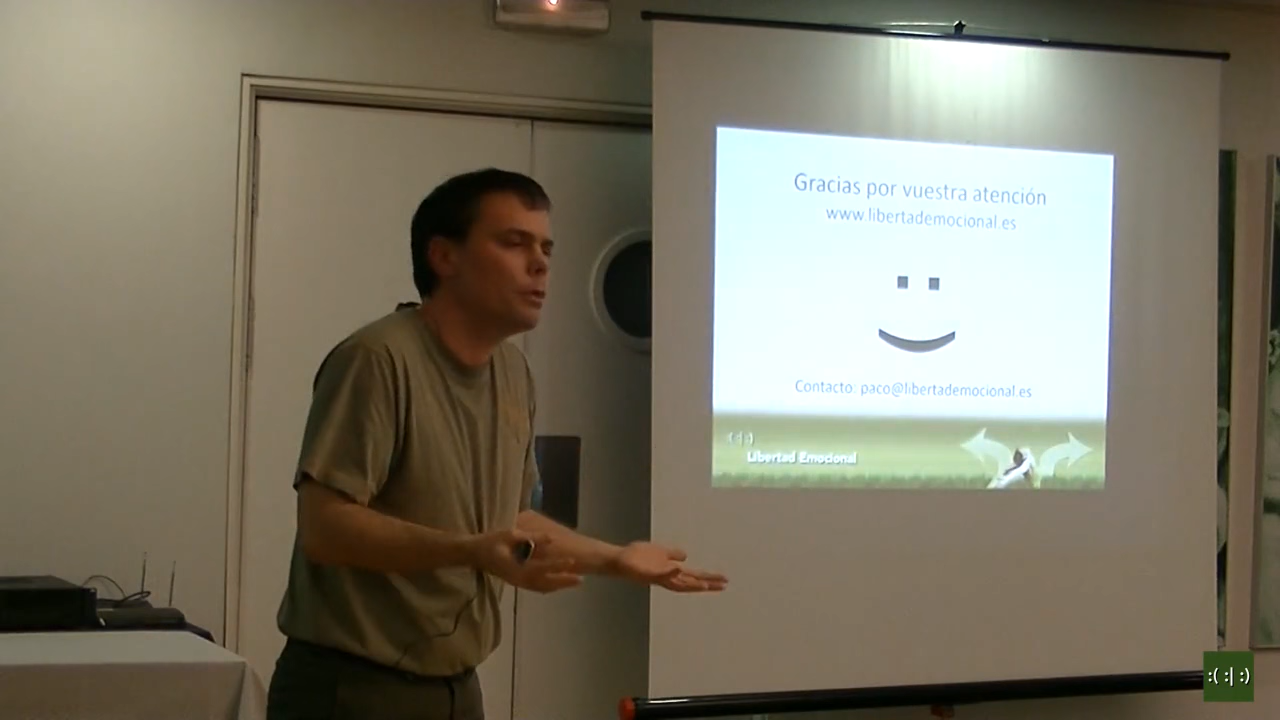 Gracias por vuestra atención
www.libertademocional.es
Contacto: paco@libertademocional.es
:(:|:)
Libertad Emocional
:( :| :)